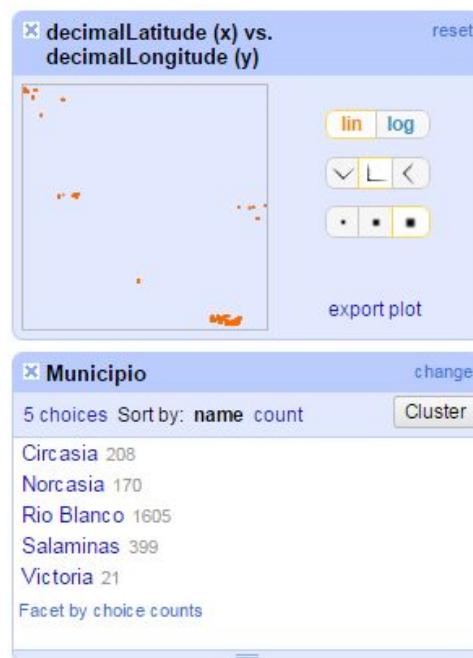 decimalLatitude (x) vs. reset
decimalLongitude (y)
lin log
export plot
Municipio change
5 choices Sort by: name count Cluster
Circasia 208
Norcasia 170
Rio Blanco 1605
Salaminas 399
Victoria 21
Facet by choice counts